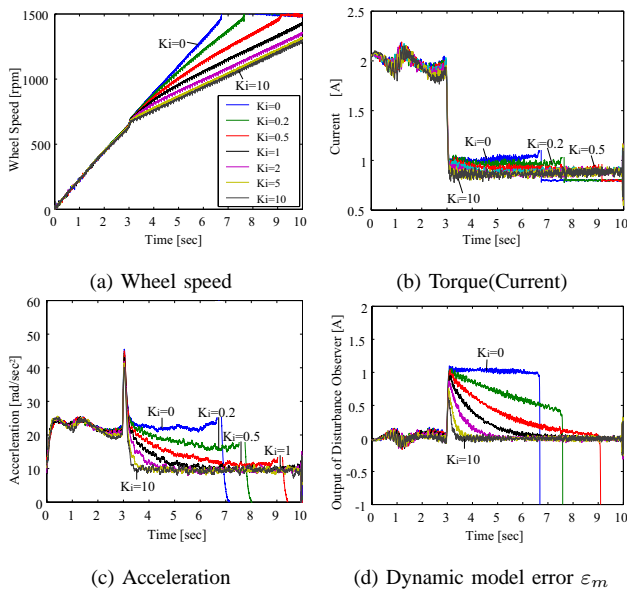 1500
1000
500
0
Wheel Speed [rpm]
Ki=0
Ki=10
Ki=0
Ki=0.2
Ki=0.5
Ki=1
Ki=2
Ki=5
Ki=10
0 1 2 3 4 5 6 7 8 9 10
Time [sec]
(a) Wheel speed
2.5
2
1.5
1
0.5
Current [A]
Ki=0
Ki=0.2
Ki=0.5
Ki=10
0 1 2 3 4 5 6 7 8 9 10
Time [sec]
(b) Torque(Current)
60
50
40
30
20
10
0
Accerleration [rad/sec²]
Ki=0
Ki=0.2
Ki=0.5
Ki=1
Ki=10
0 1 2 3 4 5 6 7 8 9 10
Time [sec]
(c) Acceleration
2
1.5
1
0.5
0
-0.5
-1
Output of Disturbance Observer [A]
Ki=0
Ki=10
0 1 2 3 4 5 6 7 8 9 10
Time [sec]
(d) Dynamic model error εm